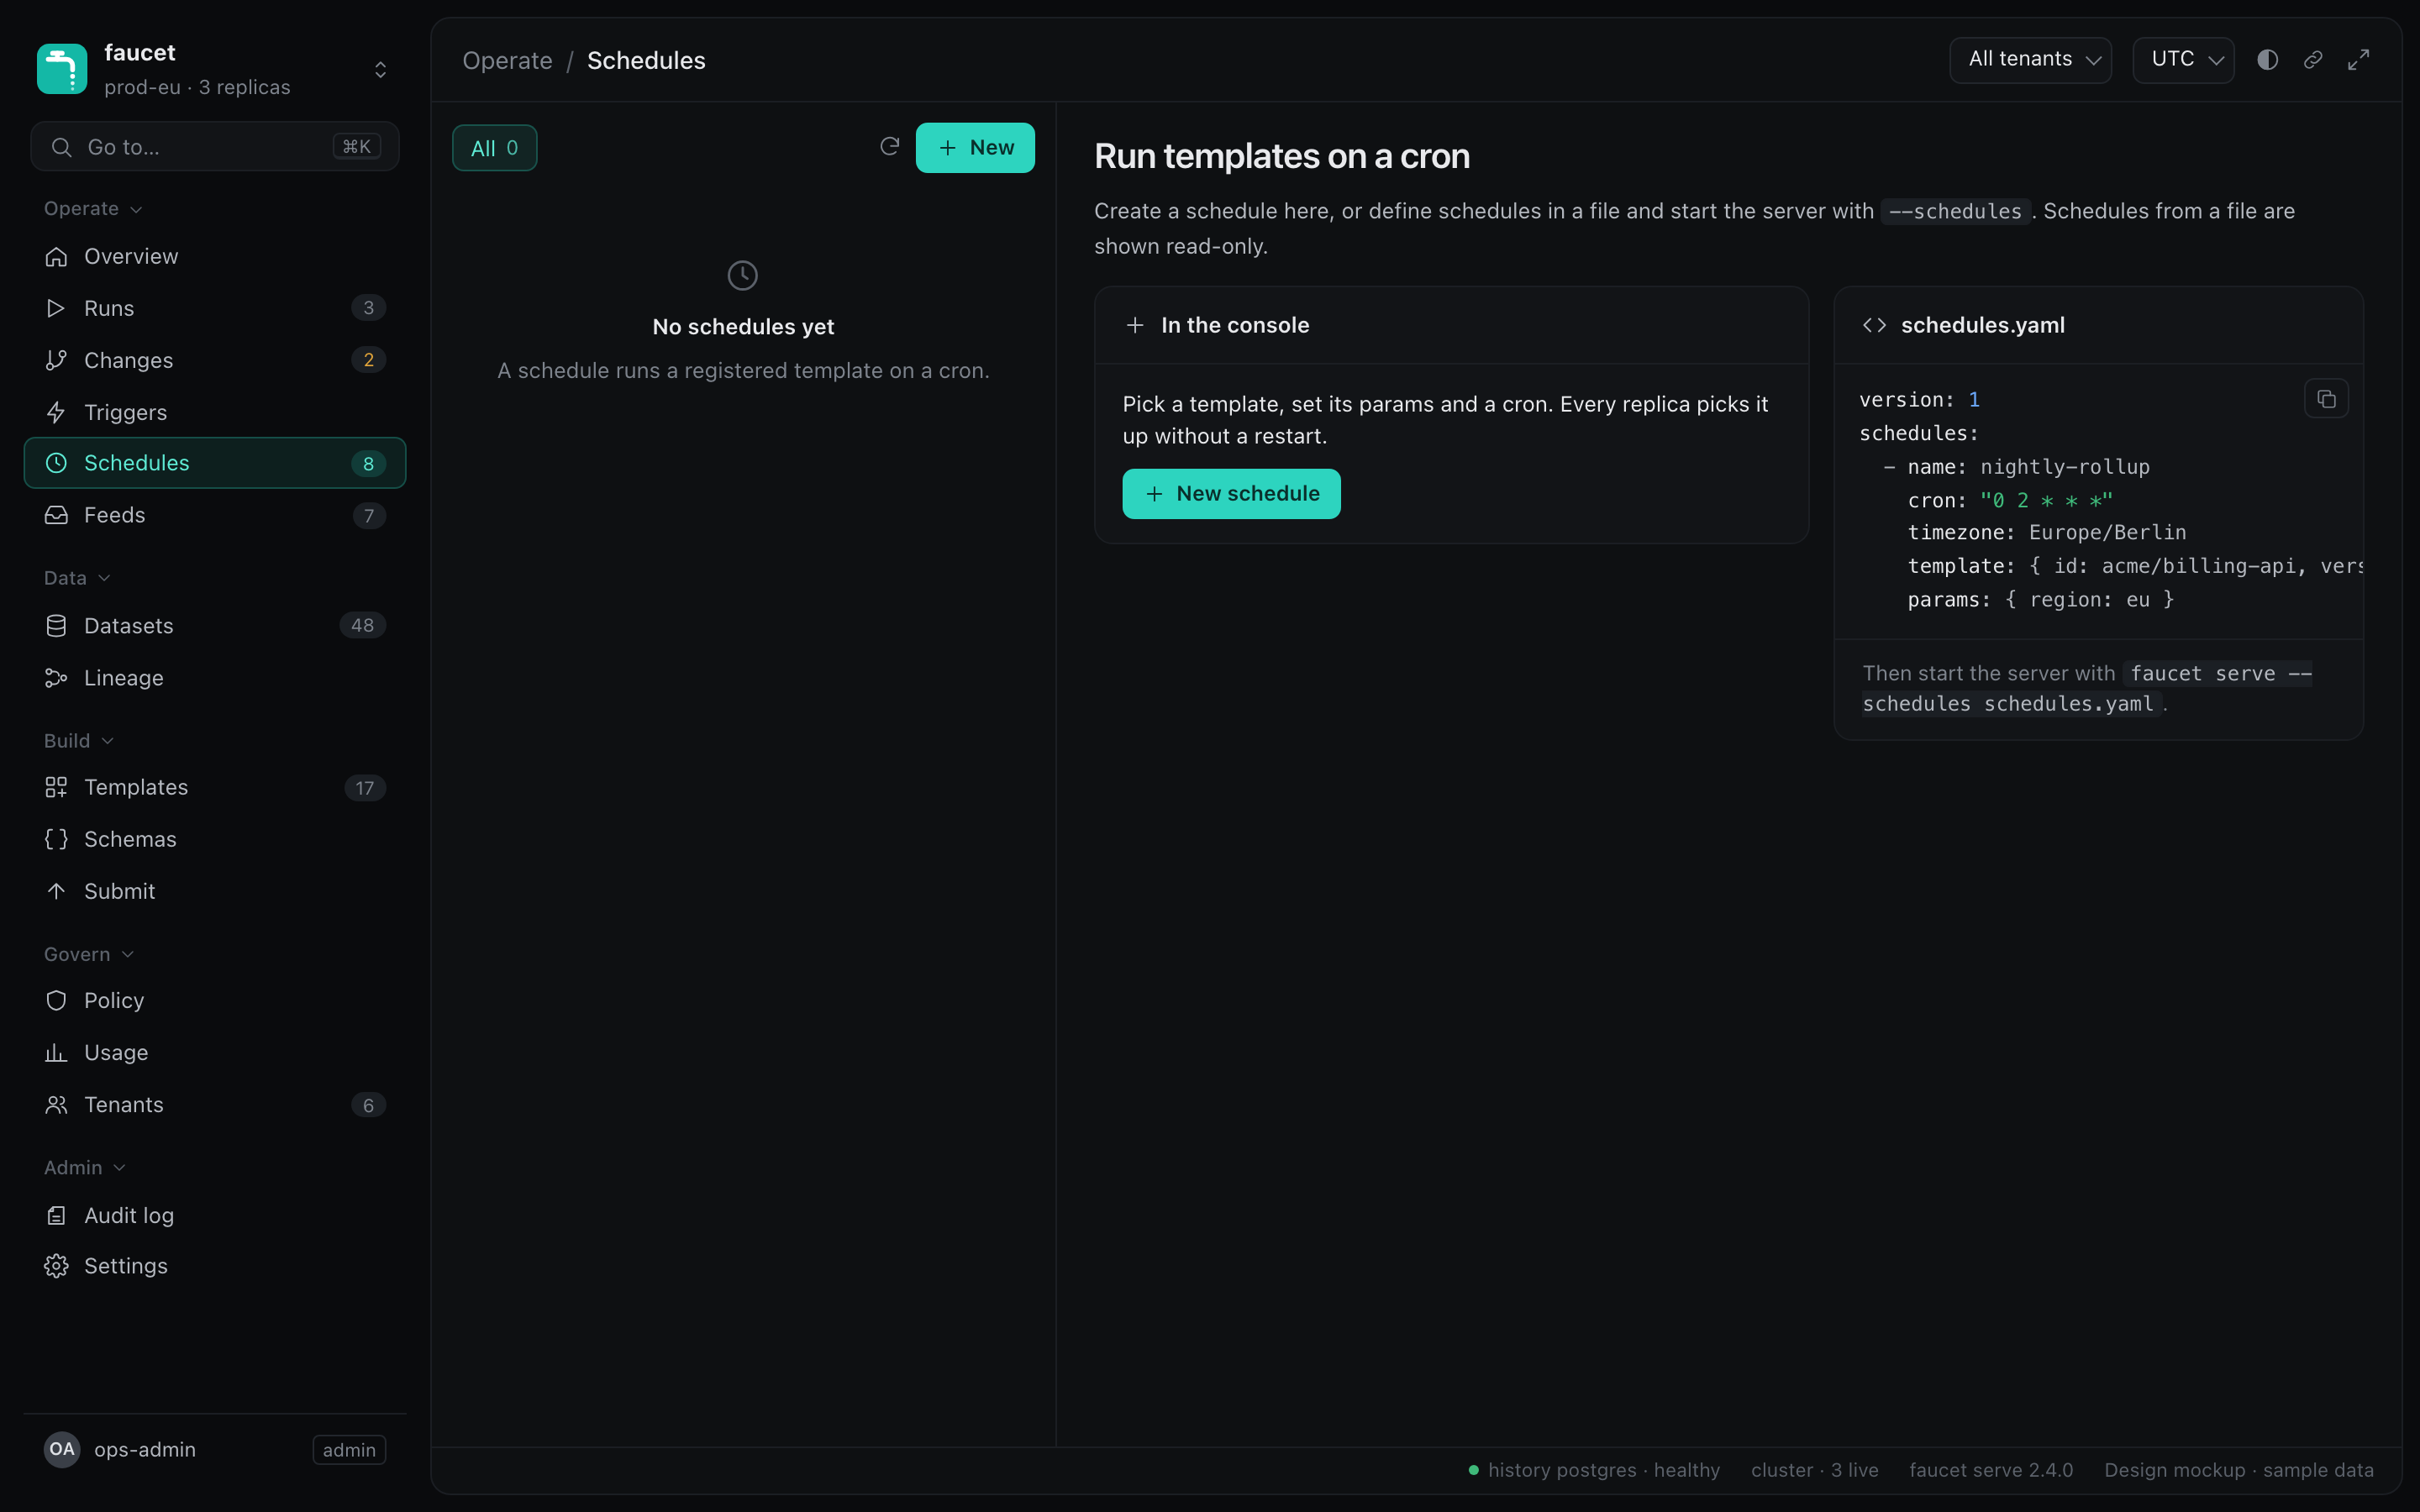 faucet
prod-eu · 3 replicas
Go to...
⌘K
Operate
Overview
Runs 3
Changes 2
Triggers
Schedules 8
Feeds 7
Data
Datasets 48
Lineage
Build
Templates 17
Schemas
Submit
Govern
Policy
Usage
Tenants 6
Admin
Audit log
Settings
OA ops-admin admin
Operate / Schedules
All tenants
UTC
All 0
+ New
No schedules yet
A schedule runs a registered template on a cron.
Run templates on a cron
Create a schedule here, or define schedules in a file and start the server with --schedules. Schedules from a file are
shown read-only.
In the console
Pick a template, set its params and a cron. Every replica picks it
up without a restart.
+ New schedule
schedules.yaml
version: 1
schedules:
  - name: nightly-rollup
    cron: "0 2 * * *"
    timezone: Europe/Berlin
    template: { id: acme/billing-api, vers
    params: { region: eu }
Then start the server with faucet serve --
schedules schedules.yaml.
history postgres · healthy
cluster · 3 live
faucet serve 2.4.0
Design mockup · sample data